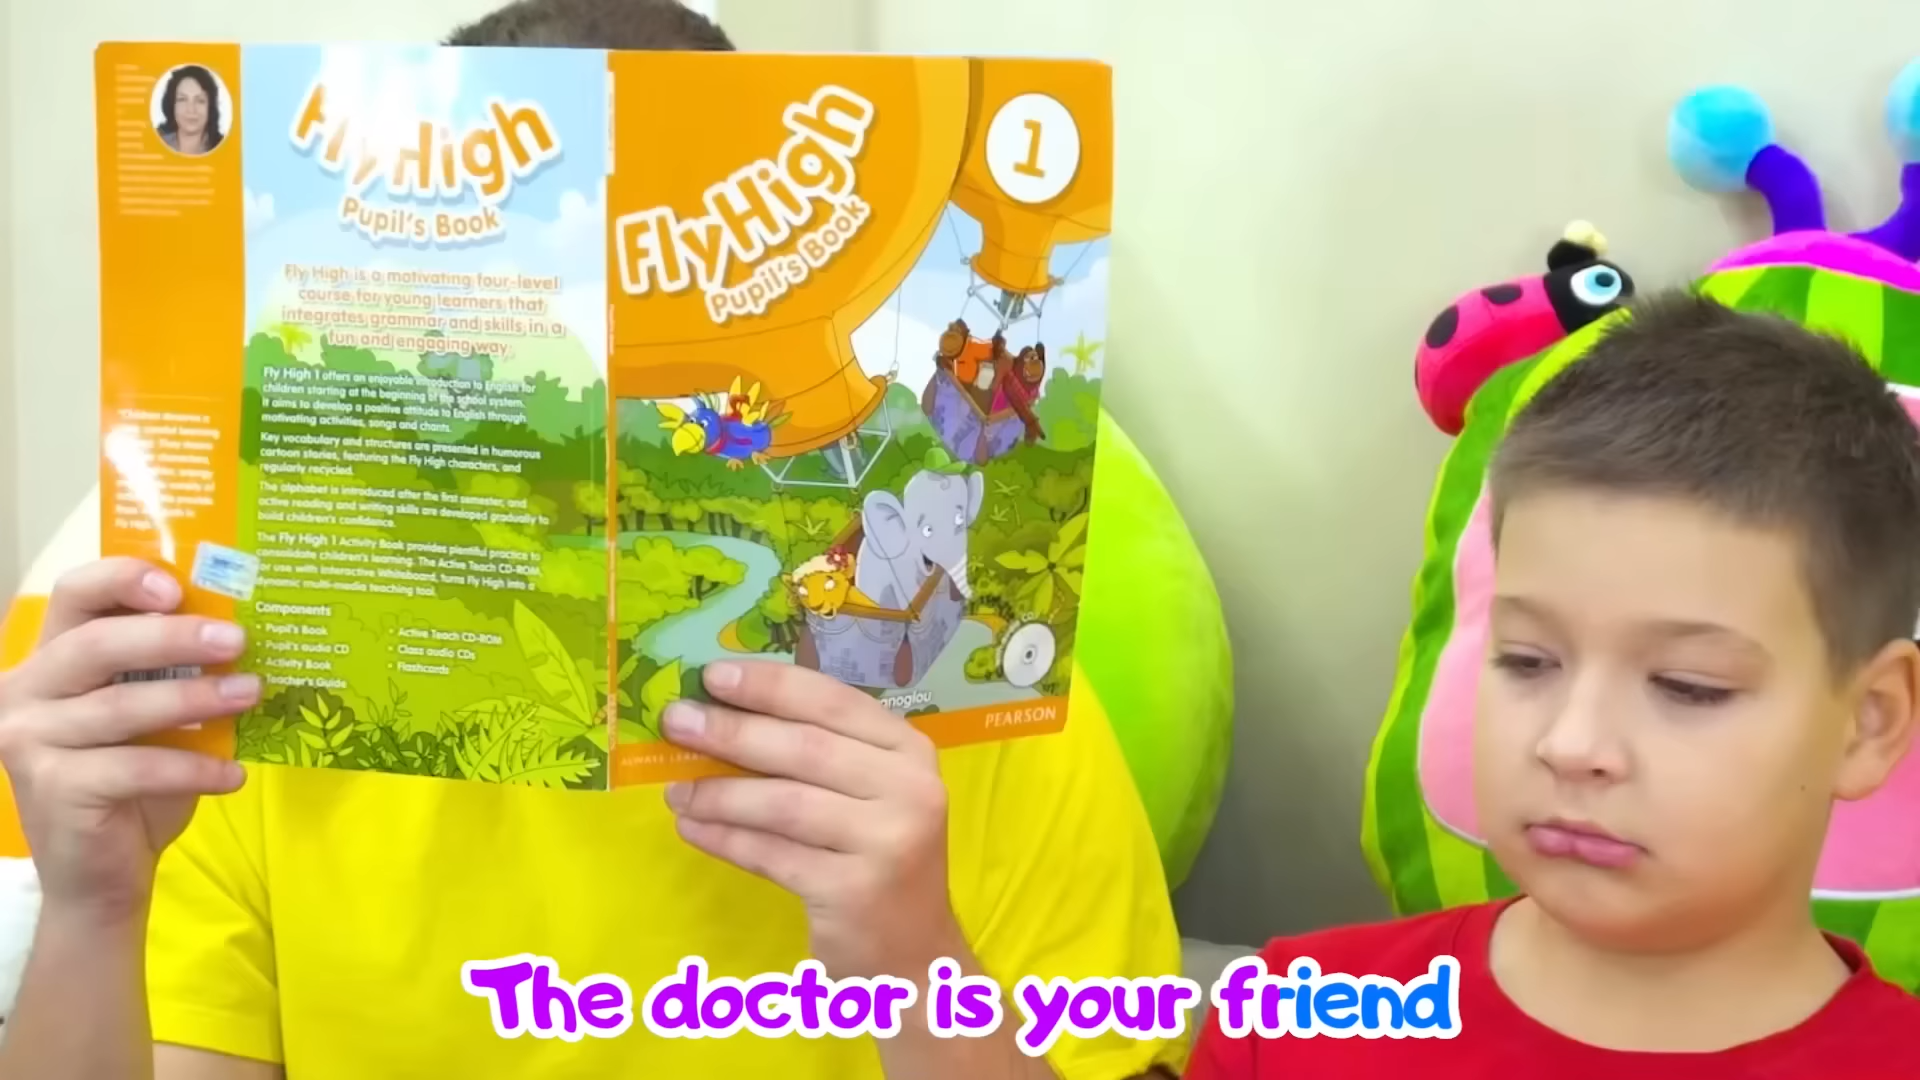 FlyHigh
Pupil's Book
Fly High is a motivating four-level
course for young learners that
integrates grammar and skills in a
fun and engaging way.
Fly High 1 offers an enjoyable introduction to English for
children starting at the beginning of the school system.
It aims to develop a positive attitude to English through
motivating activities, songs and chants.
Key vocabulary and structures are presented in humorous
cartoon stories, featuring the Fly High characters, and
regularly recycled.
The alphabet is introduced after the first semester, and
active reading and writing skills are developed gradually to
build children's confidence.
The Fly High 1 Activity Book provides plentiful practice to
consolidate children's learning. The Active Teach CD-ROM,
for use with Interactive Whiteboard, turns Fly High into a
dynamic multi-media teaching tool.
Components
• Pupil's Book
• Pupil's audio CD
• Activity Book
• Teacher's Guide
• Active Teach CD-ROM
• Class audio CDs
• Flashcards
1
FlyHigh
Pupil's Book
anoglou
PEARSON
ALWAYS
The doctor is your friend